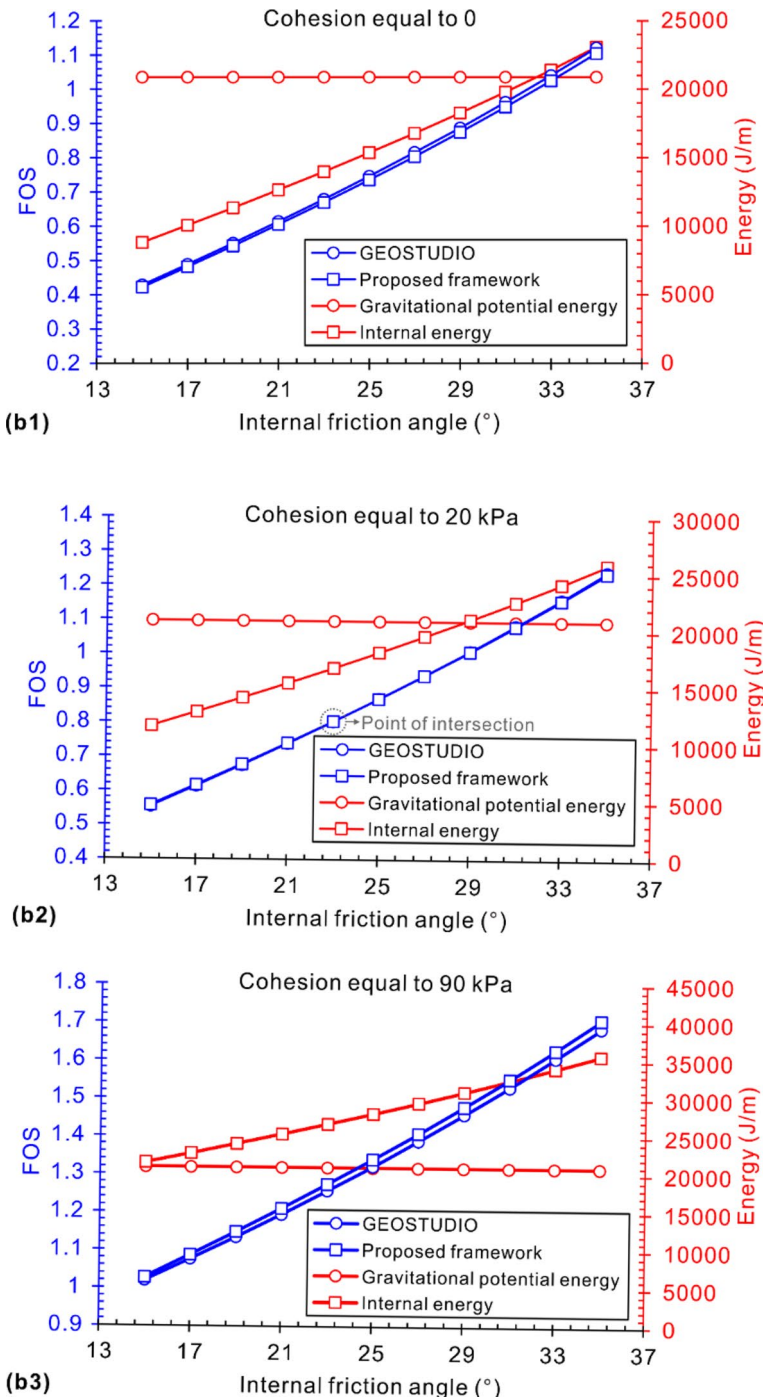 Cohesion equal to 0
1.2
1.1
1
0.9
0.8
0.7
0.6
0.5
0.4
0.3
0.2
FOS
25000
20000
15000
10000
5000
0
Energy (J/m)
GEOSTUDIO
Proposed framework
Gravitational potential energy
Internal energy
13 17 21 25 29 33 37
Internal friction angle (°)
(b1)
Cohesion equal to 20 kPa
1.4
1.3
1.2
1.1
1
0.9
0.8
0.7
0.6
0.5
0.4
FOS
30000
25000
20000
15000
10000
5000
0
Energy (J/m)
Point of intersection
GEOSTUDIO
Proposed framework
Gravitational potential energy
Internal energy
13 17 21 25 29 33 37
Internal friction angle (°)
(b2)
Cohesion equal to 90 kPa
1.8
1.7
1.6
1.5
1.4
1.3
1.2
1.1
1
0.9
FOS
45000
40000
35000
30000
25000
20000
15000
10000
5000
0
Energy (J/m)
GEOSTUDIO
Proposed framework
Gravitational potential energy
Internal energy
13 17 21 25 29 33 37
Internal friction angle (°)
(b3)